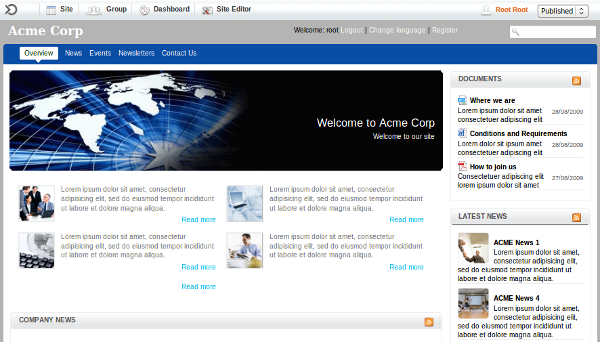 Site Group Dashboard Site Editor Root Root Published
Acme Corp
Welcome: root Logout | Change language | Register
Overview News Events Newsletters Contact Us
Welcome to Acme Corp
Welcome to our site
Lorem ipsum dolor sit amet, consectetur
adipisicing elit, sed do eiusmod tempor incididunt
ut labore et dolore magna aliqua.
Read more
Lorem ipsum dolor sit amet, consectetur
adipisicing elit, sed do eiusmod tempor incididunt
ut labore et dolore magna aliqua.
Read more
Lorem ipsum dolor sit amet, consectetur
adipisicing elit, sed do eiusmod tempor incididunt
ut labore et dolore magna aliqua.
Read more
Lorem ipsum dolor sit amet, consectetur
adipisicing elit, sed do eiusmod tempor incididunt
ut labore et dolore magna aliqua.
Read more
Read more
COMPANY NEWS
DOCUMENTS
Where we are
Lorem ipsum dolor sit amet 28/08/2009
consectetuer adipiscing elit
Conditions and Requirements
Lorem ipsum dolor sit amet 28/08/2009
consectetuer adipiscing elit
How to join us
Consectetuer adipiscing elit 27/08/2009
lorem ipsum dolor sit amet
LATEST NEWS
ACME News 1
Lorem ipsum dolor sit amet,
consectetur adipisicing elit,
sed do eiusmod tempor incididunt ut
labore et dolore magna aliqua.
ACME News 4
Lorem ipsum dolor sit amet,
consectetur adipisicing elit,
sed do eiusmod tempor incididunt ut